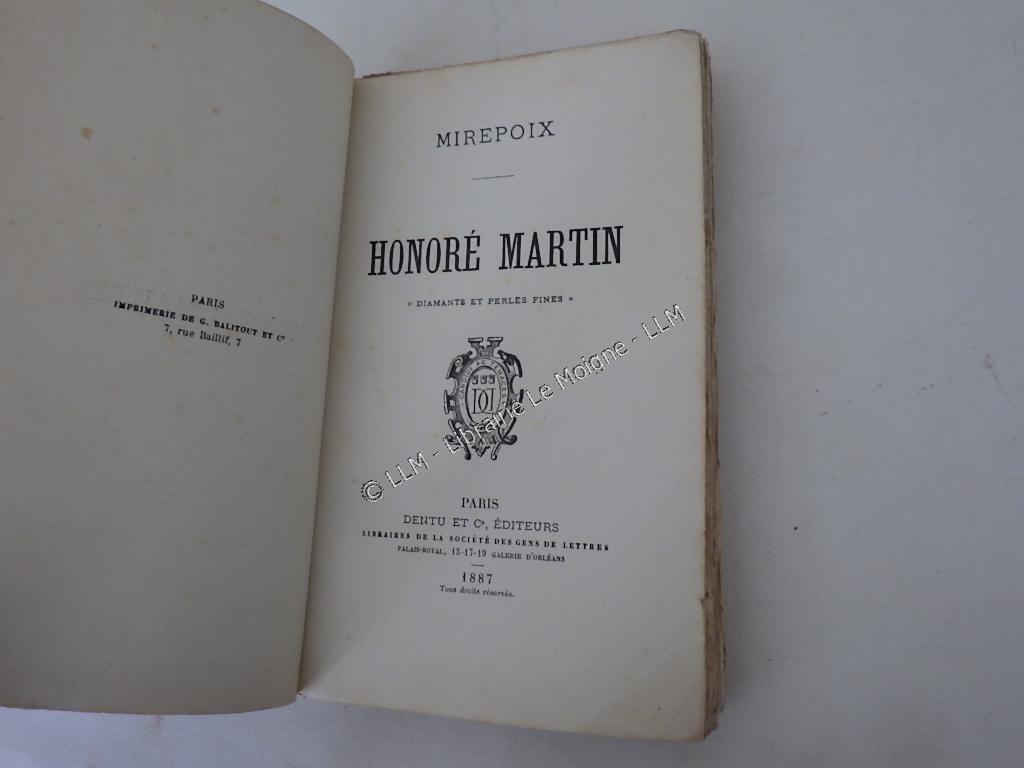 PARIS
IMPRIMERIE DE G. BALITOUT ET Cᵉ
7, rue Baillif, 7
MIREPOIX
HONORÉ MARTIN
« DIAMANTS ET PERLES FINES »
PARIS
DENTU ET Cᵉ, ÉDITEURS
LIBRAIRES DE LA SOCIÉTÉ DES GENS DE LETTRES
PALAIS-ROYAL, 15-17-19 GALERIE D'ORLÉANS
1887
Tous droits réservés.
© LLM - Librairie Le Moigne - LLM